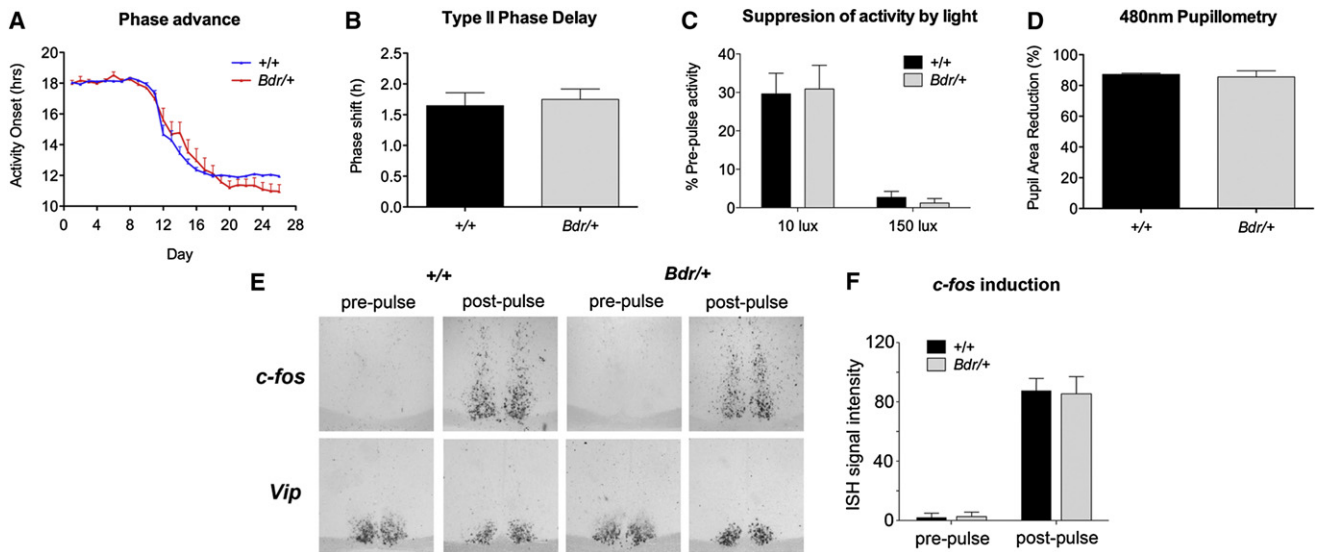 A
Phase advance
Activity Onset (hrs)
20
18
16
14
12
10
0 4 8 12 16 20 24 28
Day
+/+
Bdr/+
B
Type II Phase Delay
Phase shift (h)
2.5
2.0
1.5
1.0
0.5
0.0
+/+ Bdr/+
C
Suppresion of activity by light
% Pre-pulse activity
40
30
20
10
0
10 lux 150 lux
+/+
Bdr/+
D
480nm Pupillometry
Pupil Area Reduction (%)
100
80
60
40
20
0
+/+ Bdr/+
E
+/+ Bdr/+
pre-pulse post-pulse pre-pulse post-pulse
c-fos
Vip
F
c-fos induction
ISH signal intensity
120
80
40
0
pre-pulse post-pulse
+/+
Bdr/+